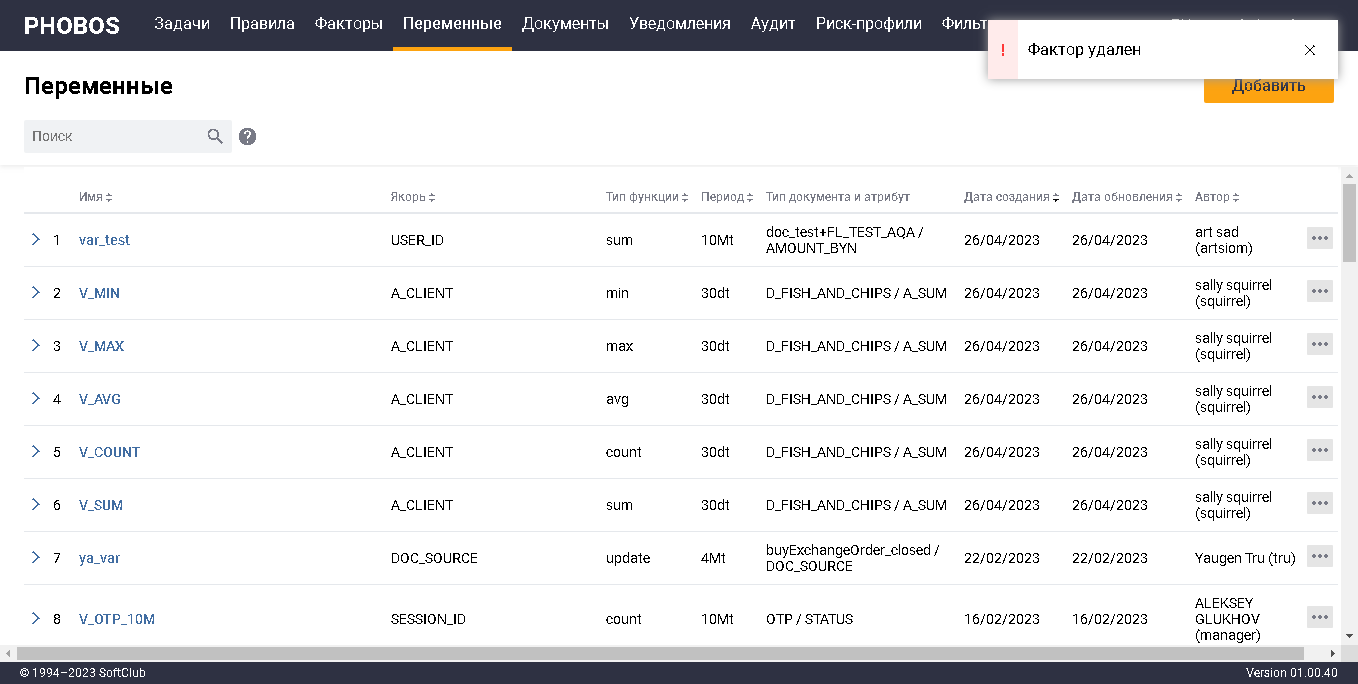 PHOBOS Задачи Правила Факторы Переменные Документы Уведомления Аудит Риск-профили Фильт
! Фактор удален
Переменные
Добавить
Поиск ?
Имя Якорь Тип функции Период Тип документа и атрибут Дата создания Дата обновления Автор
1 var_test USER_ID sum 10Mt doc_test+FL_TEST_AQA / AMOUNT_BYN 26/04/2023 26/04/2023 art sad (artsiom)
2 V_MIN A_CLIENT min 30dt D_FISH_AND_CHIPS / A_SUM 26/04/2023 26/04/2023 sally squirrel (squirrel)
3 V_MAX A_CLIENT max 30dt D_FISH_AND_CHIPS / A_SUM 26/04/2023 26/04/2023 sally squirrel (squirrel)
4 V_AVG A_CLIENT avg 30dt D_FISH_AND_CHIPS / A_SUM 26/04/2023 26/04/2023 sally squirrel (squirrel)
5 V_COUNT A_CLIENT count 30dt D_FISH_AND_CHIPS / A_SUM 26/04/2023 26/04/2023 sally squirrel (squirrel)
6 V_SUM A_CLIENT sum 30dt D_FISH_AND_CHIPS / A_SUM 26/04/2023 26/04/2023 sally squirrel (squirrel)
7 ya_var DOC_SOURCE update 4Mt buyExchangeOrder_closed / DOC_SOURCE 22/02/2023 22/02/2023 Yaugen Tru (tru)
8 V_OTP_10M SESSION_ID count 10Mt OTP / STATUS 16/02/2023 16/02/2023 ALEKSEY GLUKHOV (manager)
© 1994–2023 SoftClub Version 01.00.40